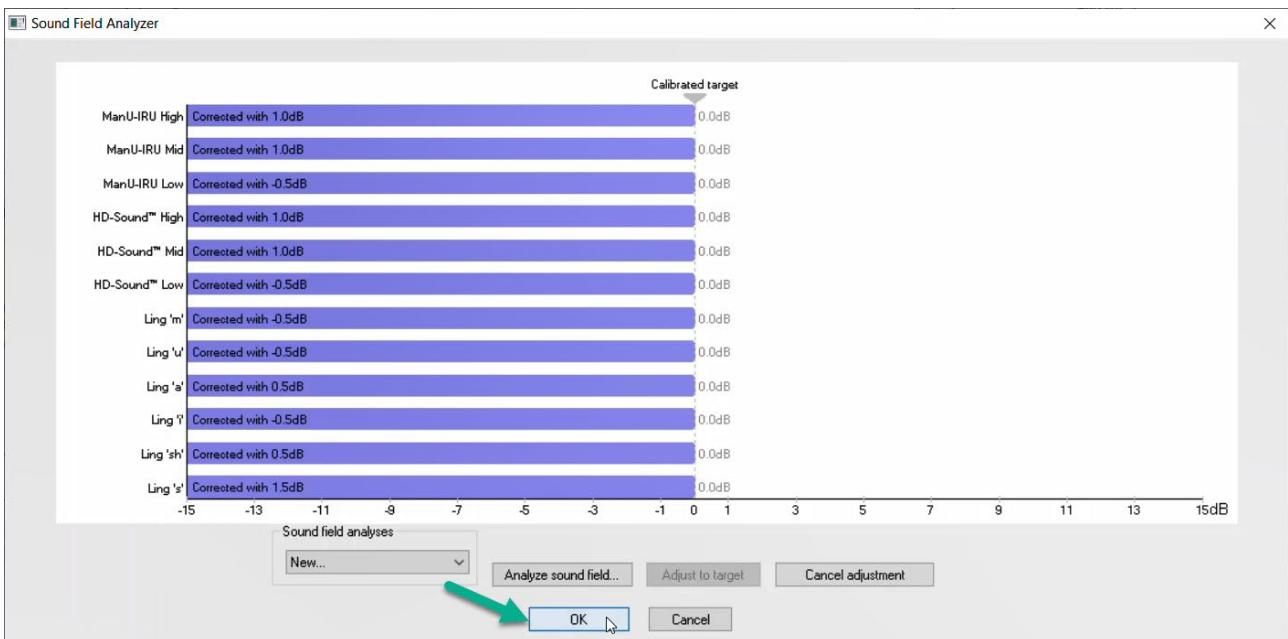 Sound Field Analyzer
Calibrated target
ManU-IRU High Corrected with 1.0dB 0.0dB
ManU-IRU Mid Corrected with 1.0dB 0.0dB
ManU-IRU Low Corrected with -0.5dB 0.0dB
HD-Sound™ High Corrected with 1.0dB 0.0dB
HD-Sound™ Mid Corrected with 1.0dB 0.0dB
HD-Sound™ Low Corrected with -0.5dB 0.0dB
Ling 'm' Corrected with -0.5dB 0.0dB
Ling 'u' Corrected with -0.5dB 0.0dB
Ling 'a' Corrected with 0.5dB 0.0dB
Ling 'i' Corrected with -0.5dB 0.0dB
Ling 'sh' Corrected with 0.5dB 0.0dB
Ling 's' Corrected with 1.5dB 0.0dB
-15 -13 -11 -9 -7 -5 -3 -1 0 1 3 5 7 9 11 13 15dB
Sound field analyses
New...
Analyze sound field... Adjust to target Cancel adjustment
OK Cancel